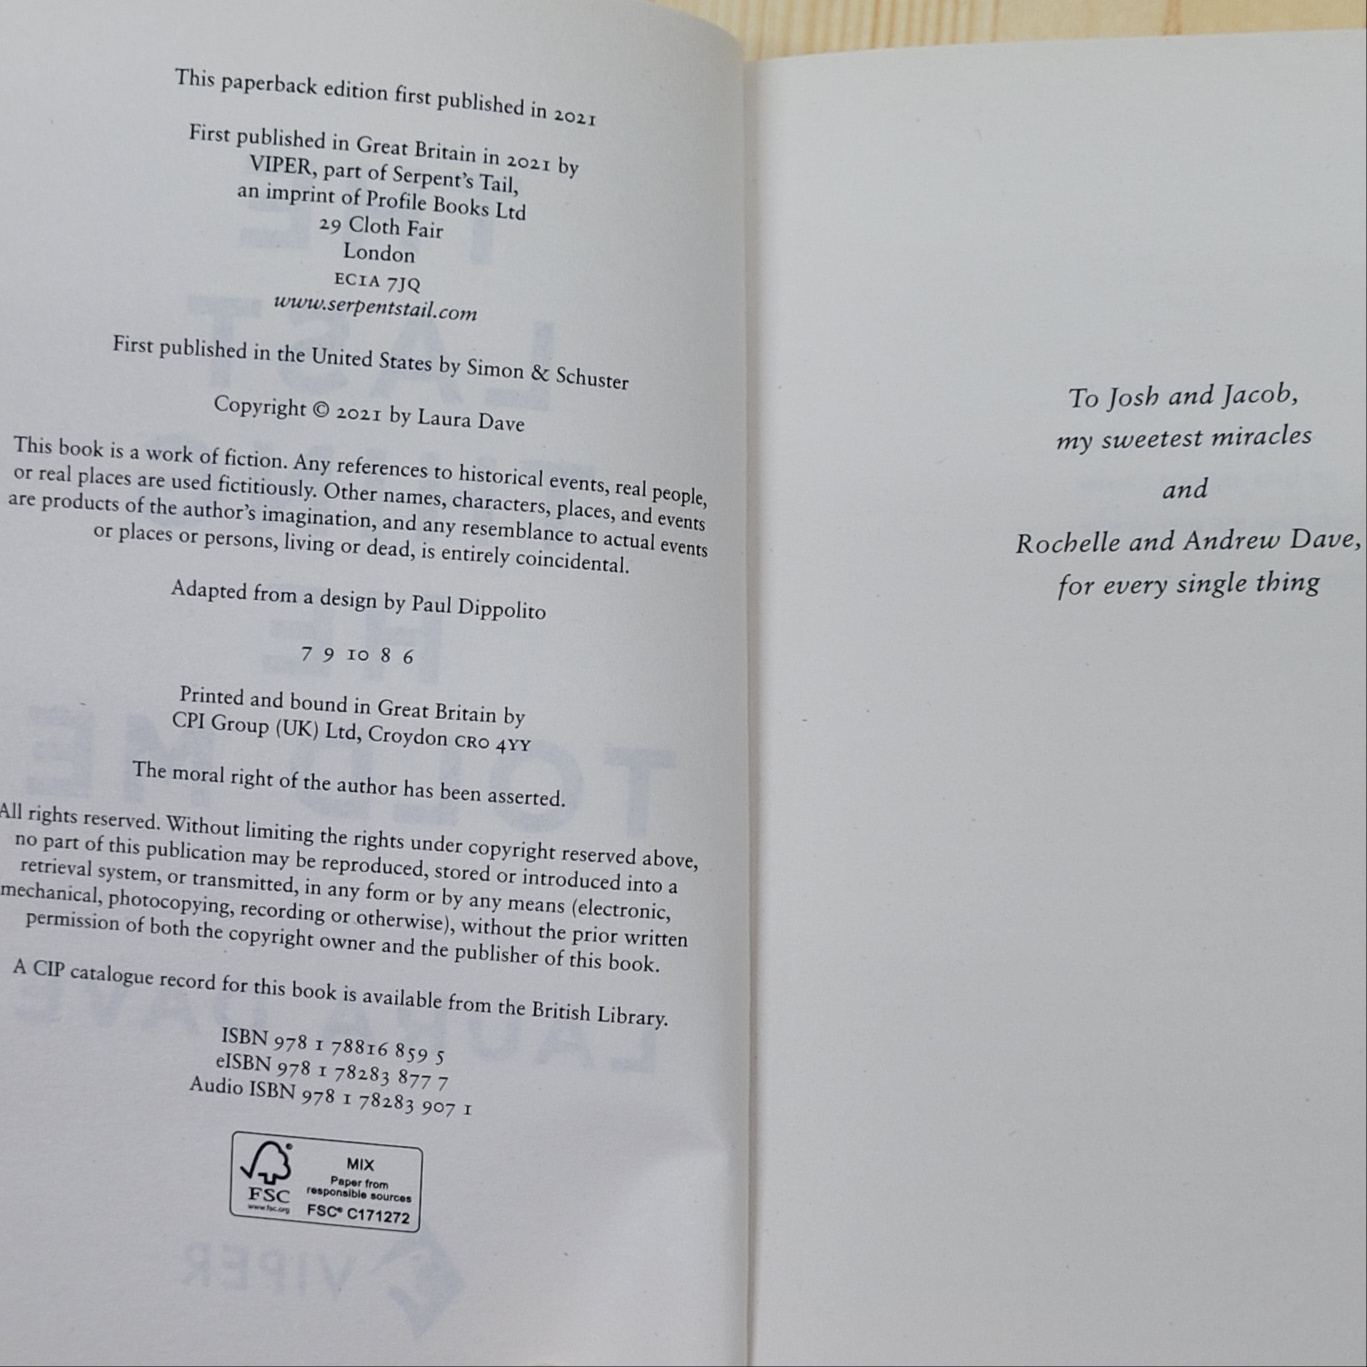 This paperback edition first published in 2021
First published in Great Britain in 2021 by
VIPER, part of Serpent's Tail,
an imprint of Profile Books Ltd
29 Cloth Fair
London
EC1A 7JQ
www.serpentstail.com
First published in the United States by Simon & Schuster
Copyright © 2021 by Laura Dave
This book is a work of fiction. Any references to historical events, real people,
or real places are used fictitiously. Other names, characters, places, and events
are products of the author's imagination, and any resemblance to actual events
or places or persons, living or dead, is entirely coincidental.
Adapted from a design by Paul Dippolito
7 9 10 8 6
Printed and bound in Great Britain by
CPI Group (UK) Ltd, Croydon CR0 4YY
The moral right of the author has been asserted.
All rights reserved. Without limiting the rights under copyright reserved above,
no part of this publication may be reproduced, stored or introduced into a
retrieval system, or transmitted, in any form or by any means (electronic,
mechanical, photocopying, recording or otherwise), without the prior written
permission of both the copyright owner and the publisher of this book.
A CIP catalogue record for this book is available from the British Library.
ISBN 978 1 78816 859 5
eISBN 978 1 78283 877 7
Audio ISBN 978 1 78283 907 1
FSC
www.fsc.org
MIX
Paper from
responsible sources
FSC® C171272
To Josh and Jacob,
my sweetest miracles
and
Rochelle and Andrew Dave,
for every single thing